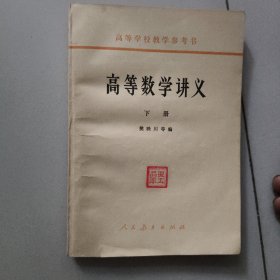 高等学校教学参考书
高等数学讲义
下册
樊映川等编
人民教育出版社